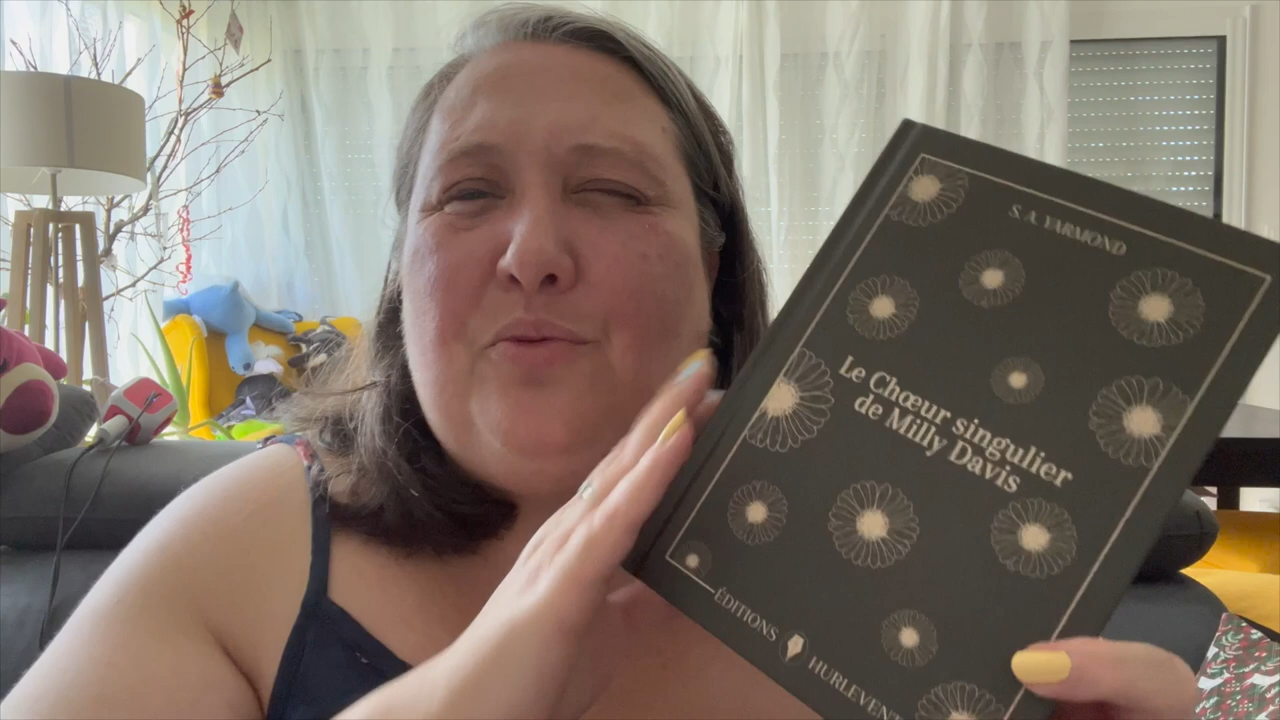 S. A. YARMOND
Le Chœur singulier
de Milly Davis
ÉDITIONS HURLEVENT